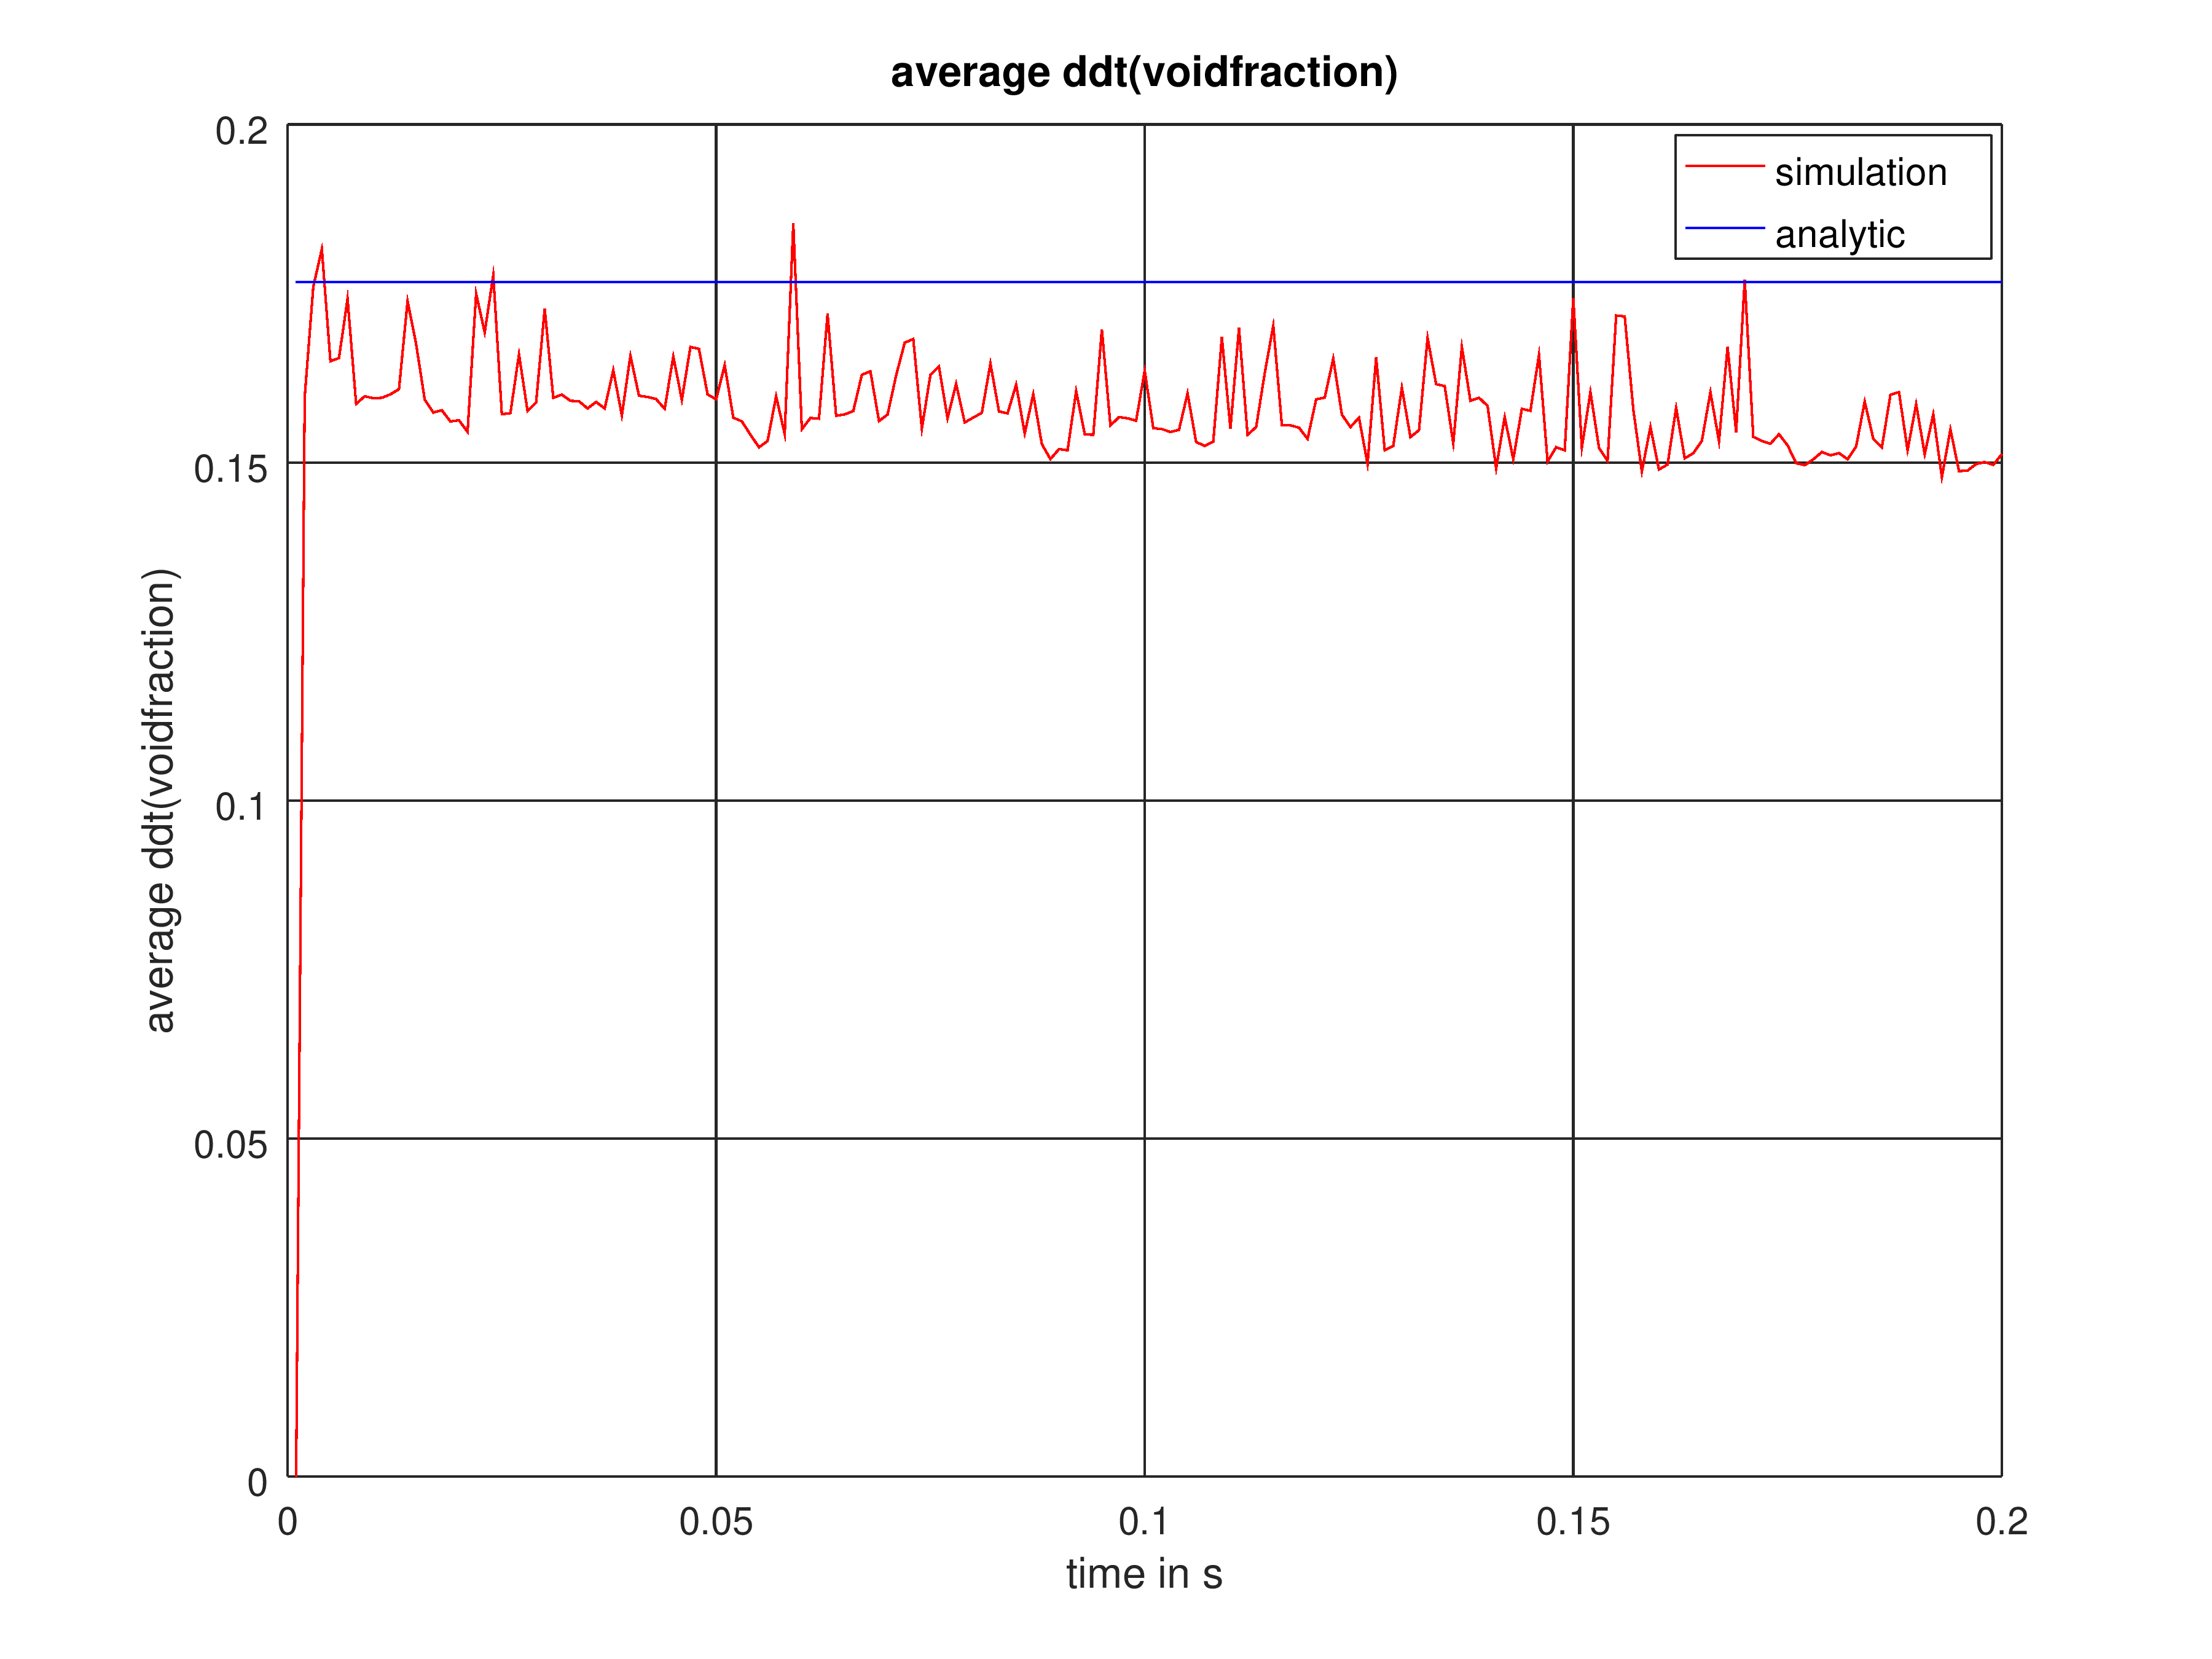 average ddt(voidfraction)
0.2
simulation
analytic
0.15
0.1
0.05
0
average ddt(voidfraction)
0
0.05
0.1
0.15
0.2
time in s